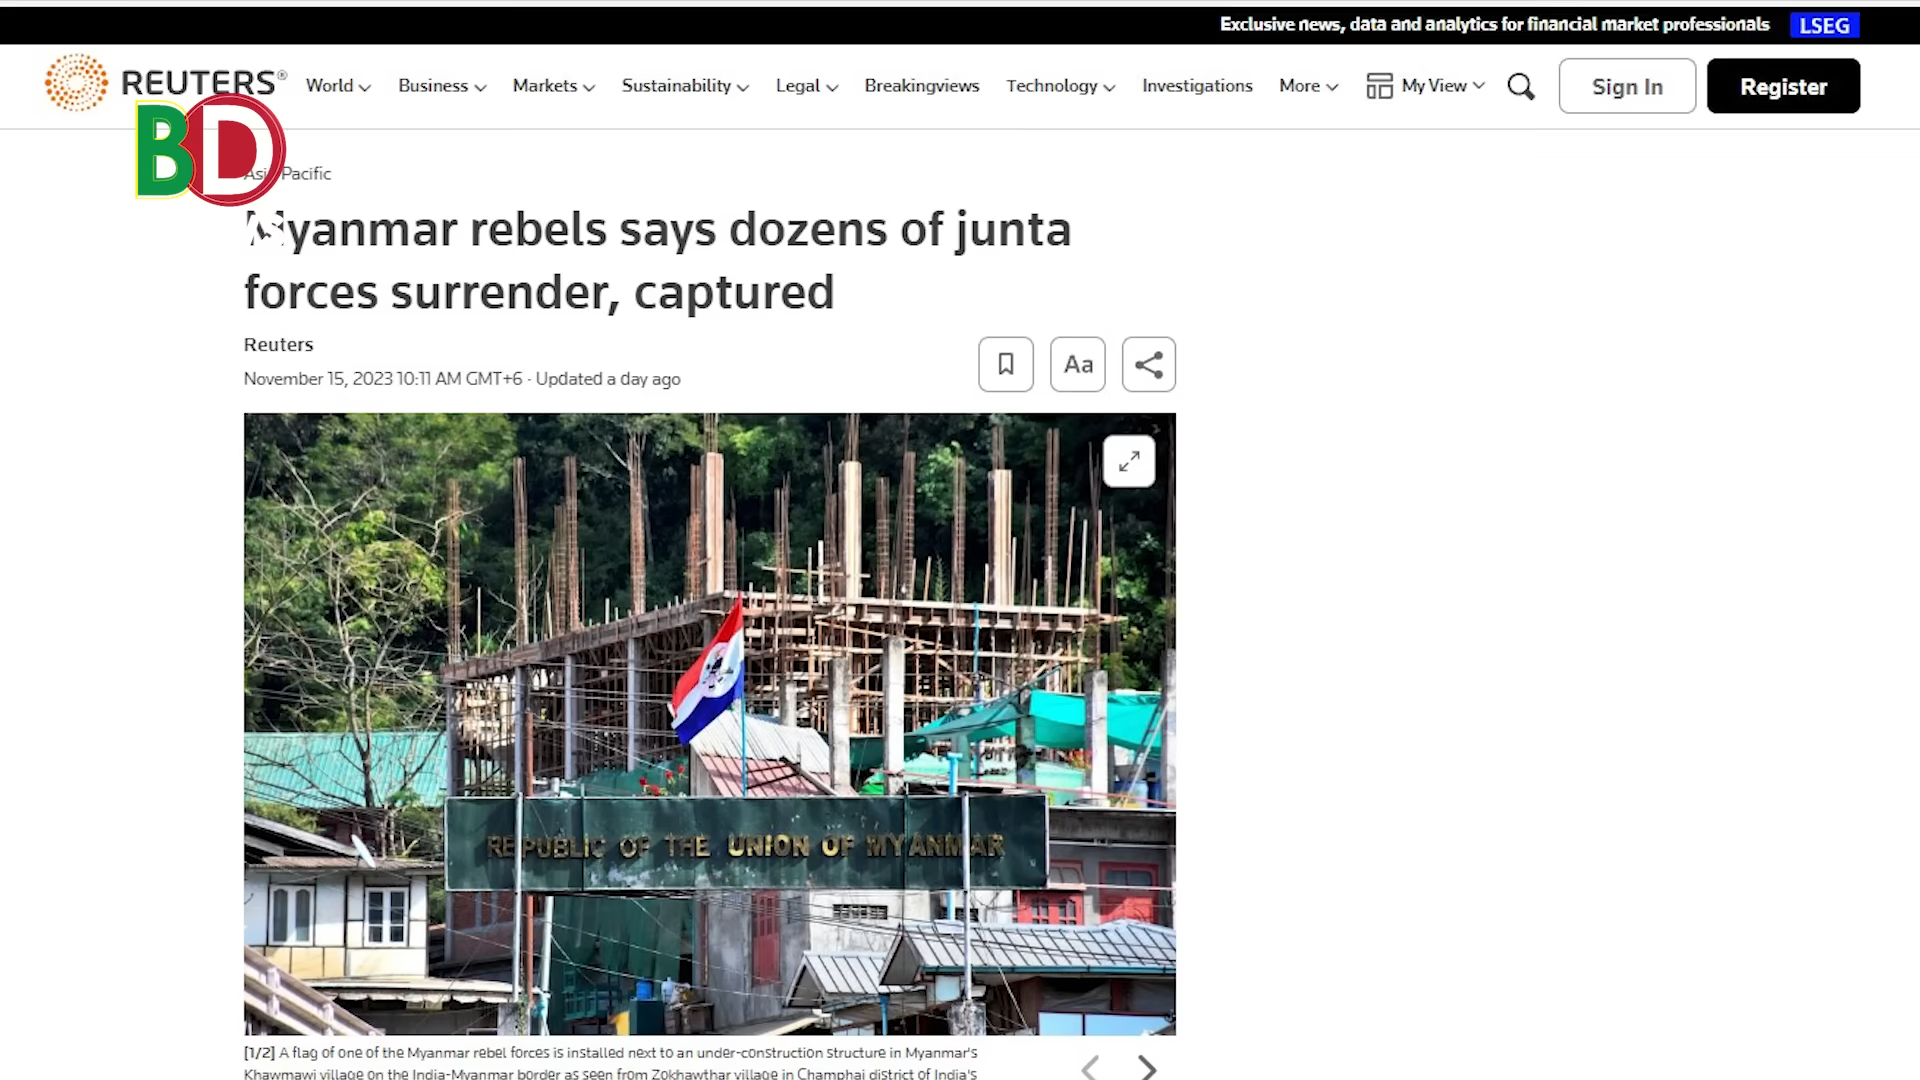 Exclusive news, data and analytics for financial market professionals LSEG
REUTERS® World Business Markets Sustainability Legal Breakingviews Technology Investigations More My View Sign In Register
BD
Asia Pacific
Myanmar rebels says dozens of junta
forces surrender, captured
Reuters
November 15, 2023 10:11 AM GMT+6 · Updated a day ago
Aa
REPUBLIC OF THE UNION OF MYANMAR
[1/2] A flag of one of the Myanmar rebel forces is installed next to an under-construction structure in Myanmar's
Khawmawi village on the India-Myanmar border as seen from Zokhawthar village in Champhai district of India's